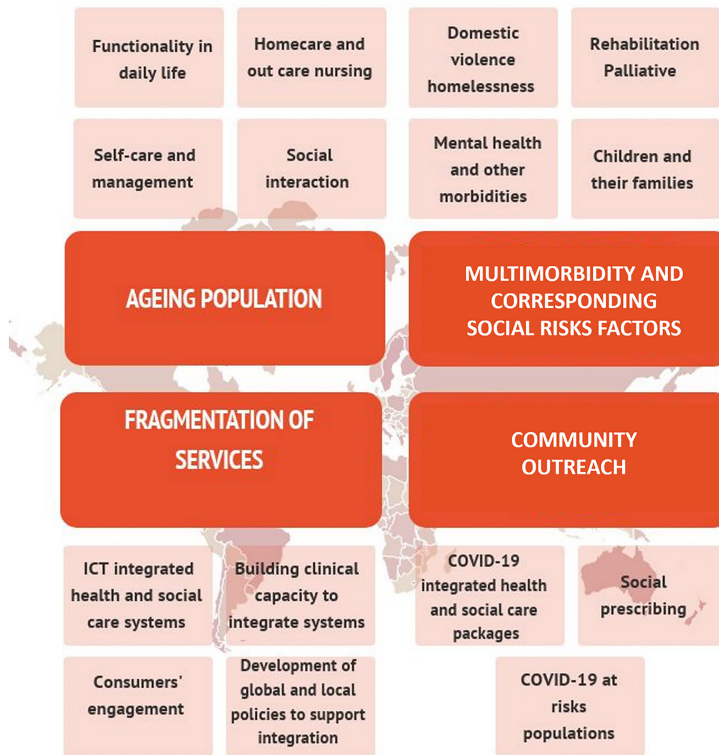 Functionality in
daily life
Homecare and
out care nursing
Domestic
violence
homelessness
Rehabilitation
Palliative
Self-care and
management
Social
interaction
Mental health
and other
morbidities
Children and
their families
AGEING POPULATION
MULTIMORBIDITY AND
CORRESPONDING
SOCIAL RISKS FACTORS
FRAGMENTATION OF
SERVICES
COMMUNITY
OUTREACH
ICT integrated
health and social
care systems
Building clinical
capacity to
integrate systems
COVID-19
integrated health
and social care
packages
Social
prescribing
Consumers'
engagement
Development of
global and local
policies to support
integration
COVID-19 at
risks
populations